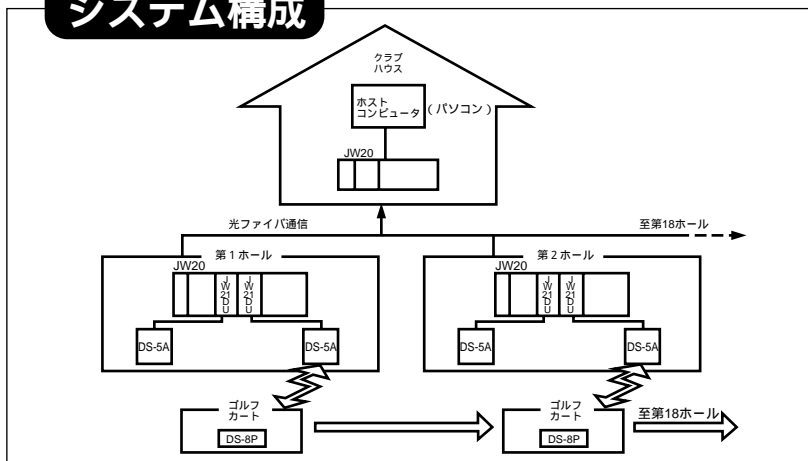 システム構成
クラブ
ハウス
ホスト
コンピュータ
(パソコン)
JW20
光ファイバ通信
至第18ホール
第1ホール
JW20
JW21DU
JW21DU
DS-5A
DS-5A
第2ホール
JW20
JW21DU
JW21DU
DS-5A
DS-5A
ゴルフ
カート
DS-8P
ゴルフ
カート
DS-8P
至第18ホール